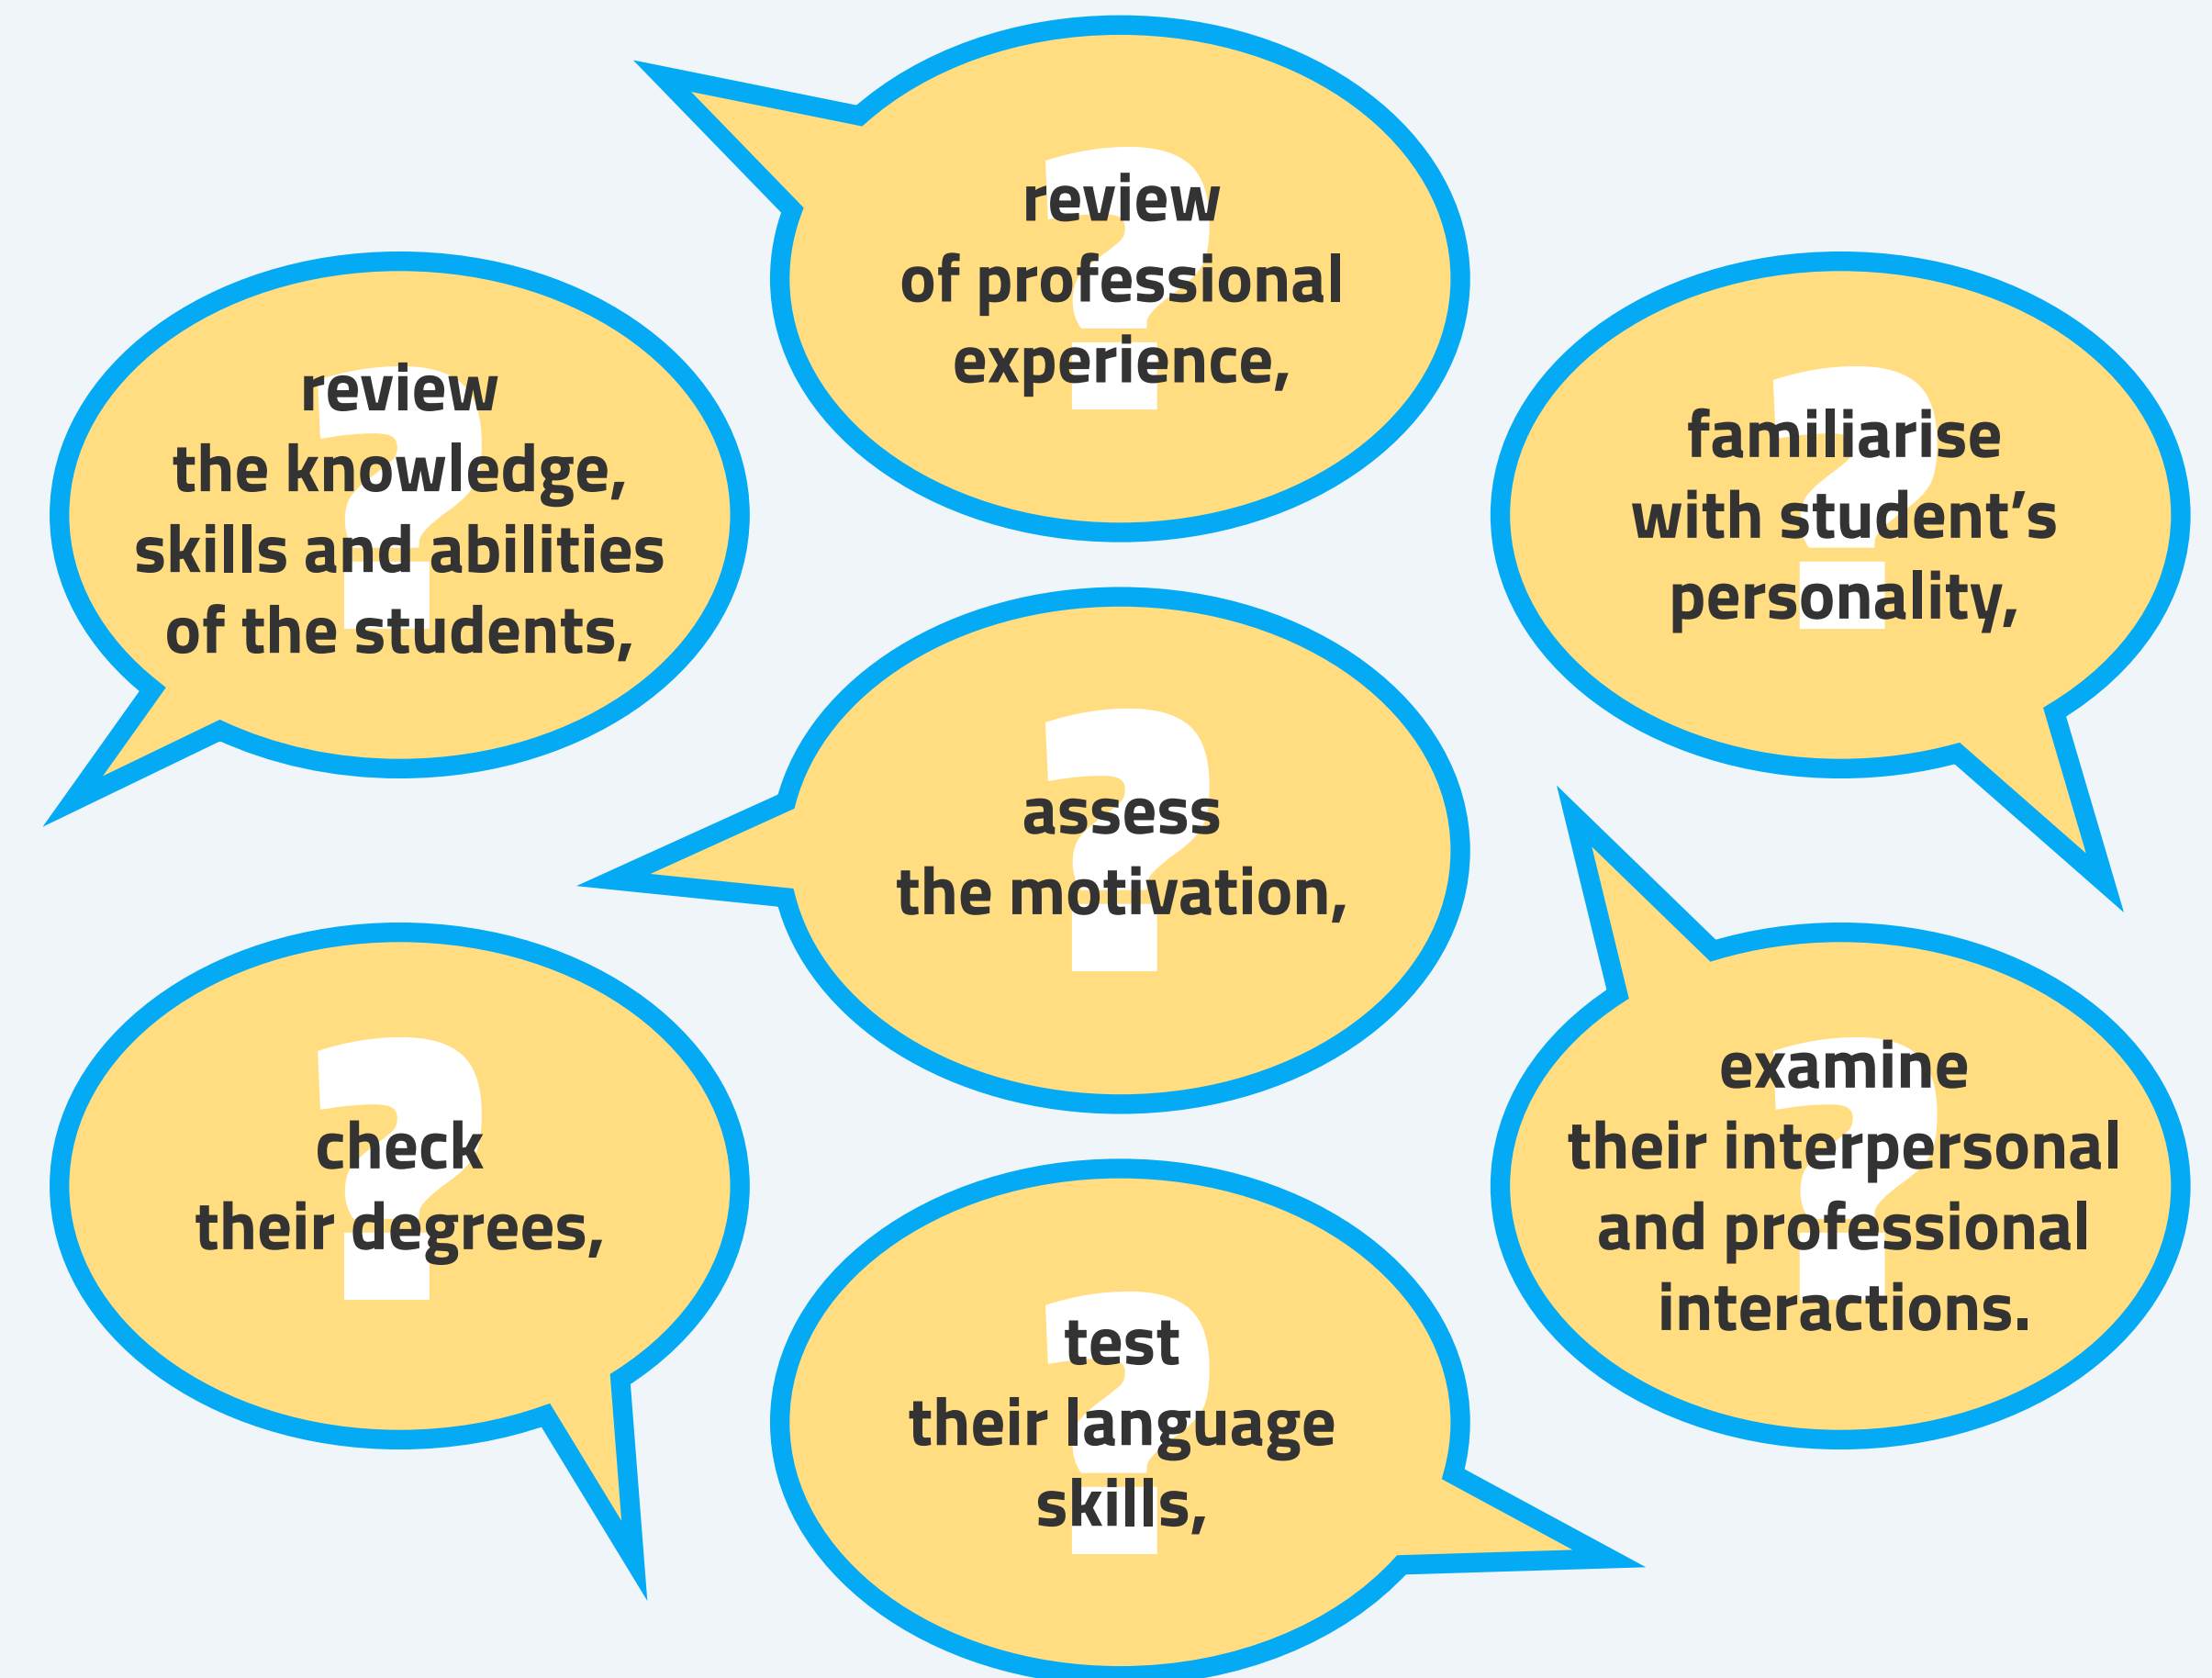 review
the knowledge,
skills and abilities
of the students,
check
their degrees,
review
of professional
experience,
assess
the motivation,
test
their language
skills,
familiarise
with student’s
personality,
examine
their interpersonal
and professional
interactions.
?
?
?
?
?
?
?